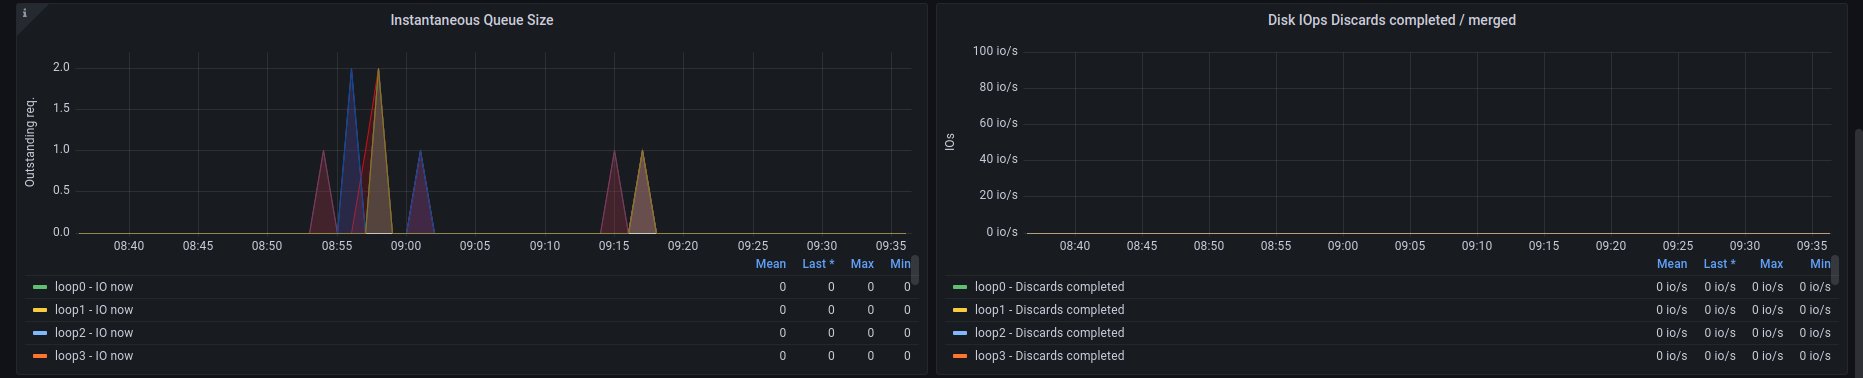 i
Instantaneous Queue Size
Outstanding req.
2.0
1.5
1.0
0.5
0.0
08:40 08:45 08:50 08:55 09:00 09:05 09:10 09:15 09:20 09:25 09:30 09:35
Mean Last * Max Min
loop0 - IO now 0 0 0 0
loop1 - IO now 0 0 0 0
loop2 - IO now 0 0 0 0
loop3 - IO now 0 0 0 0
Disk IOps Discards completed / merged
IOs
100 io/s
80 io/s
60 io/s
40 io/s
20 io/s
0 io/s
08:40 08:45 08:50 08:55 09:00 09:05 09:10 09:15 09:20 09:25 09:30 09:35
Mean Last * Max Min
loop0 - Discards completed 0 io/s 0 io/s 0 io/s 0 io/s
loop1 - Discards completed 0 io/s 0 io/s 0 io/s 0 io/s
loop2 - Discards completed 0 io/s 0 io/s 0 io/s 0 io/s
loop3 - Discards completed 0 io/s 0 io/s 0 io/s 0 io/s